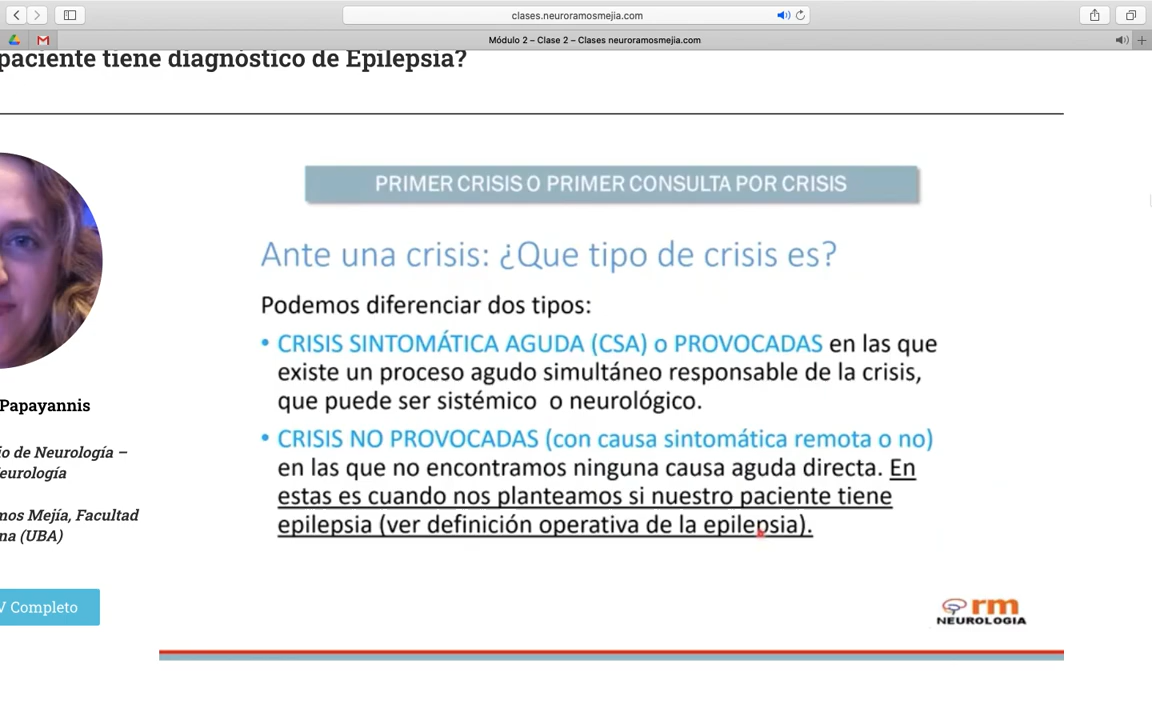 clases.neuroramosmejia.com
Módulo 2 – Clase 2 – Clases neuroramosmejia.com
paciente tiene diagnóstico de Epilepsia?
PRIMER CRISIS O PRIMER CONSULTA POR CRISIS
Ante una crisis: ¿Que tipo de crisis es?
Podemos diferenciar dos tipos:
• CRISIS SINTOMÁTICA AGUDA (CSA) o PROVOCADAS en las que
existe un proceso agudo simultáneo responsable de la crisis,
que puede ser sistémico o neurológico.
• CRISIS NO PROVOCADAS (con causa sintomática remota o no)
en las que no encontramos ninguna causa aguda directa. En
estas es cuando nos planteamos si nuestro paciente tiene
epilepsia (ver definición operativa de la epilepsia).
Papayannis
io de Neurología –
eurología
mos Mejía, Facultad
na (UBA)
V Completo
rm
NEUROLOGIA